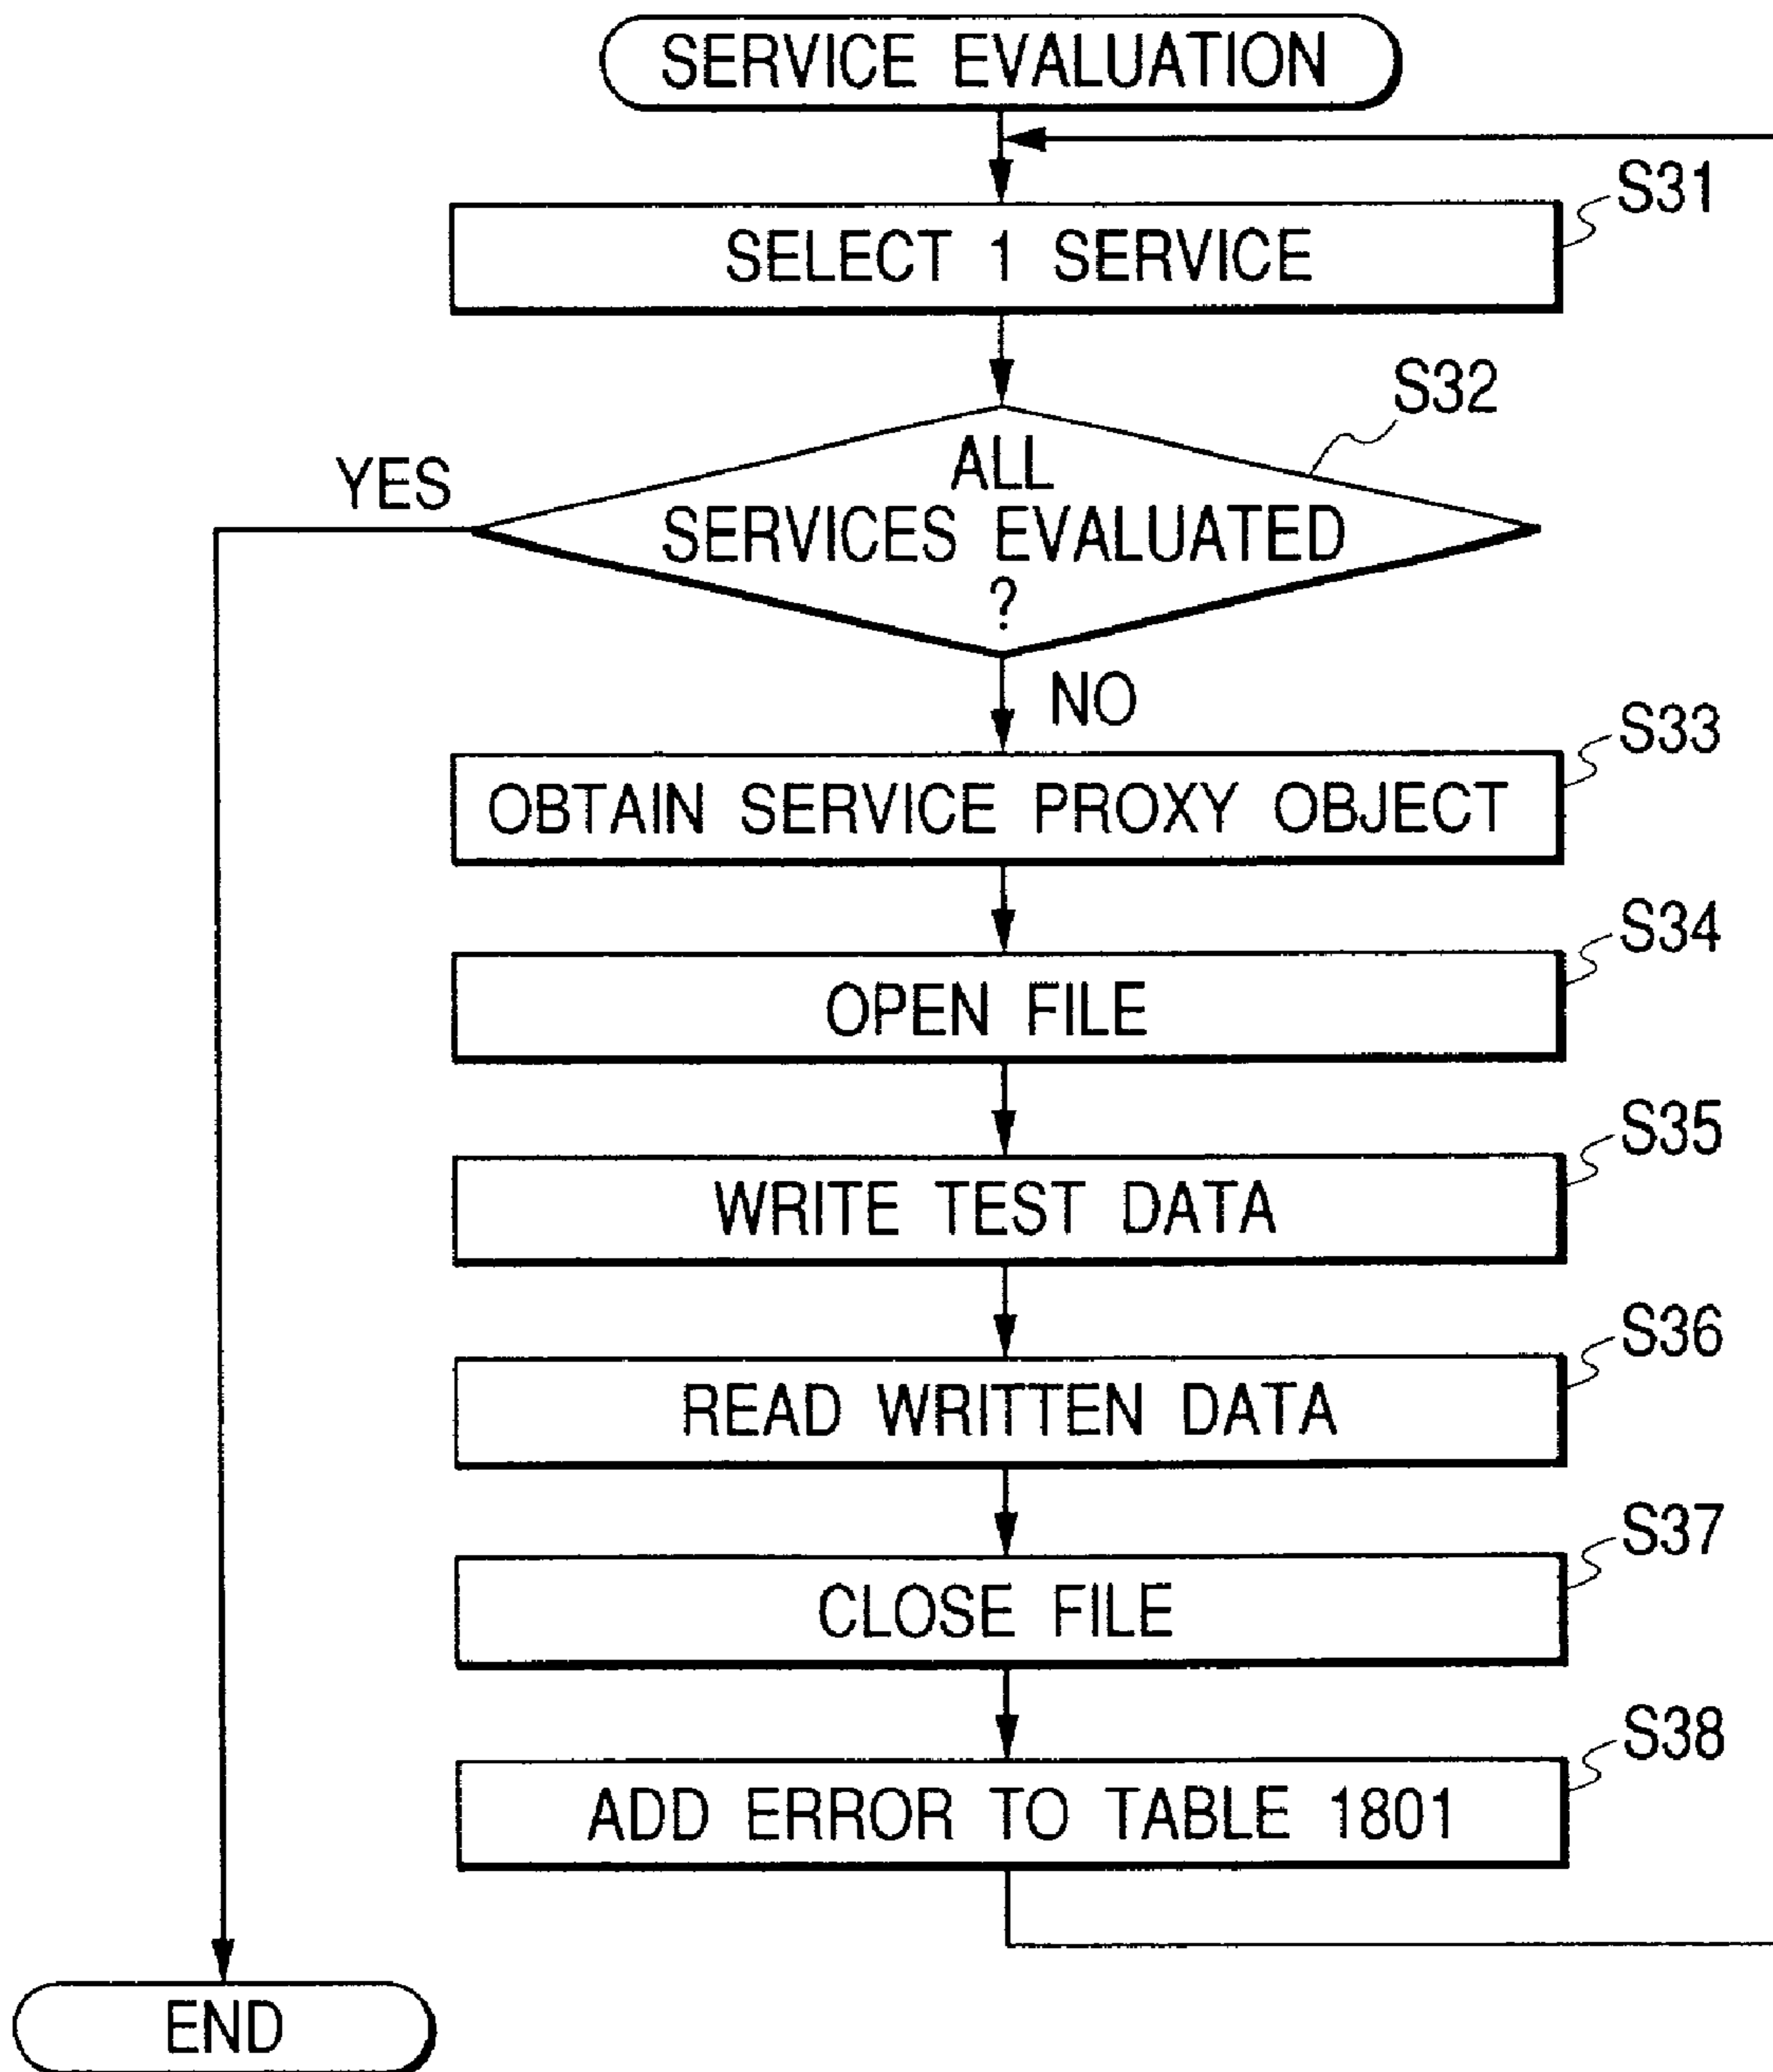 SERVICE EVALUATION
S31
SELECT 1 SERVICE
S32
YES
ALL
SERVICES EVALUATED
?
NO
S33
OBTAIN SERVICE PROXY OBJECT
S34
OPEN FILE
S35
WRITE TEST DATA
S36
READ WRITTEN DATA
S37
CLOSE FILE
S38
ADD ERROR TO TABLE 1801
END